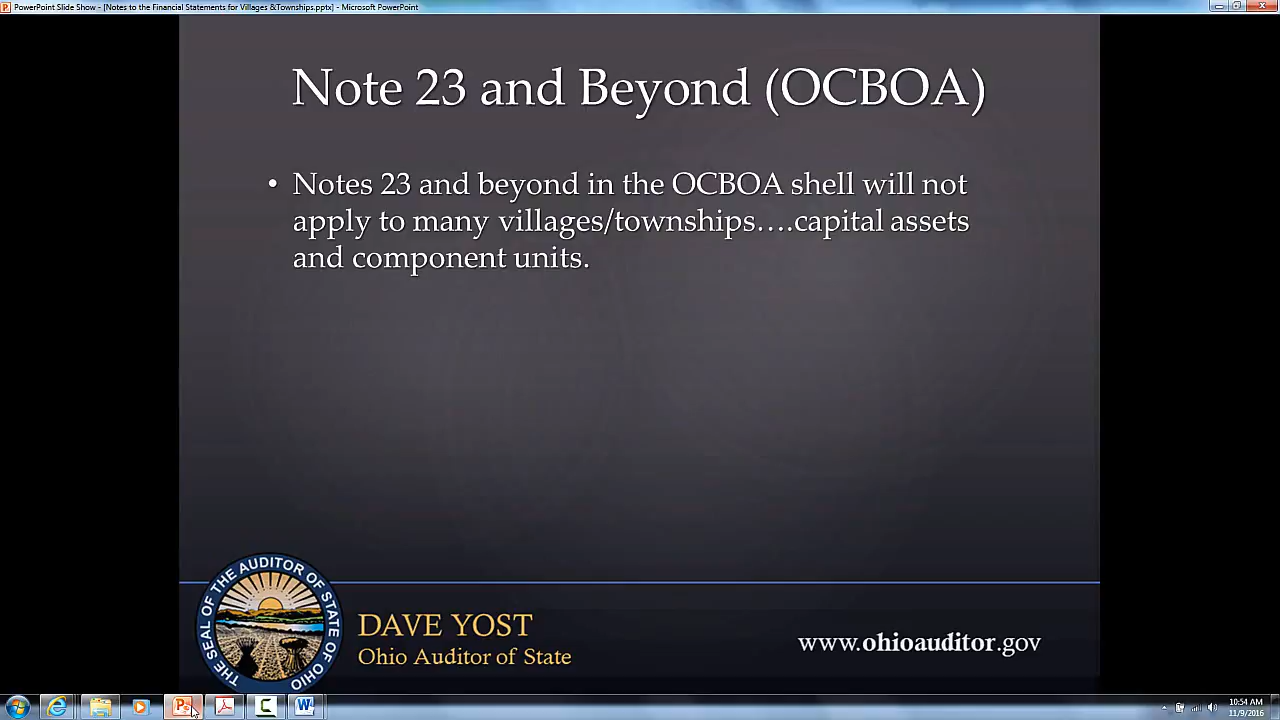 PowerPoint Slide Show - [Notes to the Financial Statements for Villages &Townships.pptx] - Microsoft PowerPoint
Note 23 and Beyond (OCBOA)
• Notes 23 and beyond in the OCBOA shell will not
apply to many villages/townships….capital assets
and component units.
THE SEAL OF THE AUDITOR OF STATE OF OHIO
DAVE YOST
Ohio Auditor of State
www.ohioauditor.gov
10:54 AM
11/9/2016